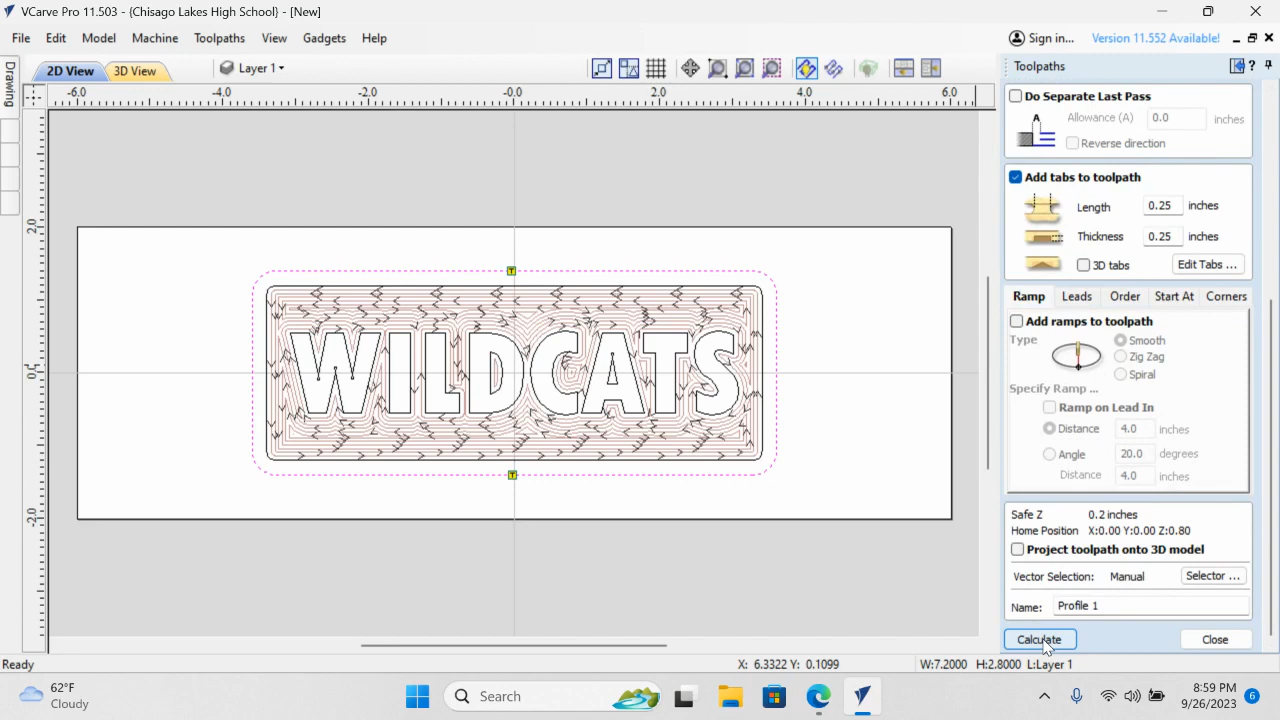 VCarve Pro 11.503 - {Chisago Lakes High School} - [New]
File Edit Model Machine Toolpaths View Gadgets Help
Sign in... Version 11.552 Available!
2D View 3D View Layer 1
Toolpaths
Drawing
-6.0 -4.0 -2.0 -0.0 2.0 4.0 6.0
2.0
0.0
-2.0
WILDCATS
T
T
Do Separate Last Pass
A Allowance (A) 0.0 inches
Reverse direction
Add tabs to toolpath
Length 0.25 inches
Thickness 0.25 inches
3D tabs Edit Tabs ...
Ramp Leads Order Start At Corners
Add ramps to toolpath
Type Smooth
Zig Zag
Spiral
Specify Ramp ...
Ramp on Lead In
Distance 4.0 inches
Angle 20.0 degrees
Distance 4.0 inches
Safe Z 0.2 inches
Home Position X:0.00 Y:0.00 Z:0.80
Project toolpath onto 3D model
Vector Selection: Manual Selector ...
Name: Profile 1
Calculate Close
Ready X: 6.3322 Y: 0.1099 W:7.2000 H:2.8000 L:Layer 1
62°F
Cloudy
Search
8:59 PM
9/26/2023
6